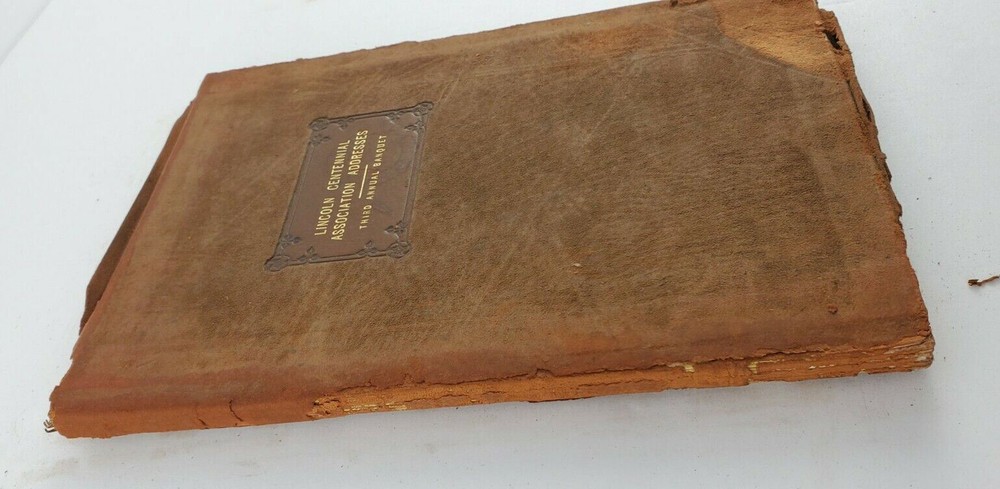 LINCOLN CENTENNIAL
ASSOCIATION ADDRESSES
THIRD ANNUAL BANQUET